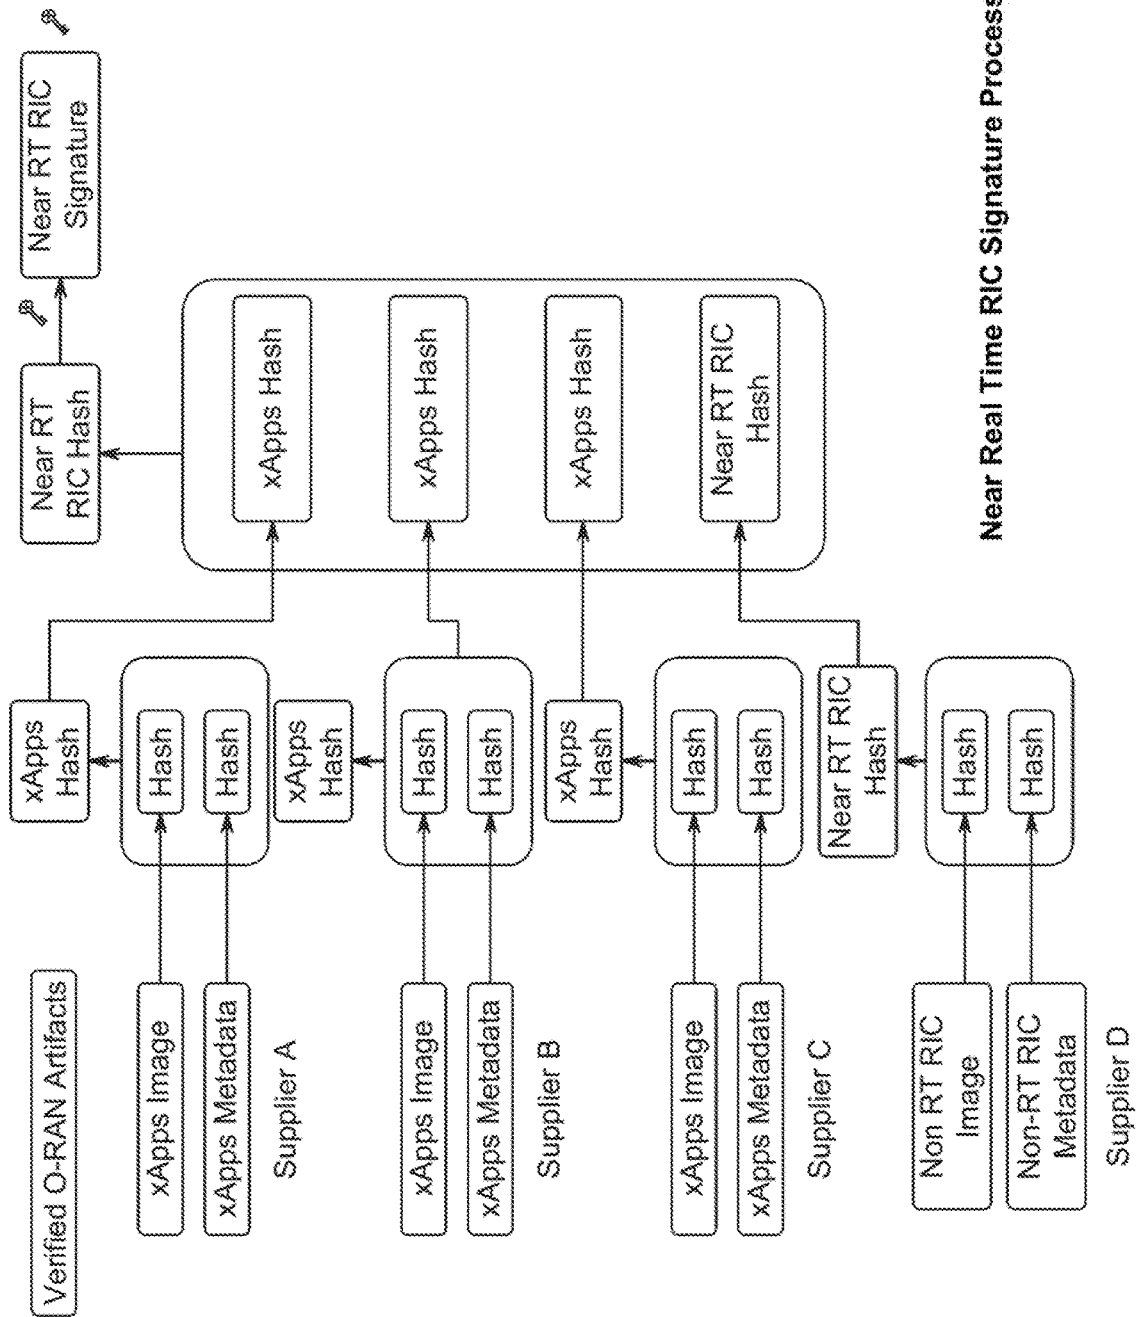 Verified O-RAN Artifacts
xApps Image
xApps Metadata
Supplier A
Hash
Hash
xApps
Hash
xApps Image
xApps Metadata
Supplier B
Hash
Hash
xApps
Hash
xApps Image
xApps Metadata
Supplier C
Hash
Hash
xApps
Hash
Non RT RIC
Image
Non-RT RIC
Metadata
Supplier D
Hash
Hash
Near RT RIC
Hash
xApps Hash
xApps Hash
xApps Hash
Near RT RIC
Hash
Near RT
RIC Hash
Near RT RIC
Signature
Near Real Time RIC Signature Process